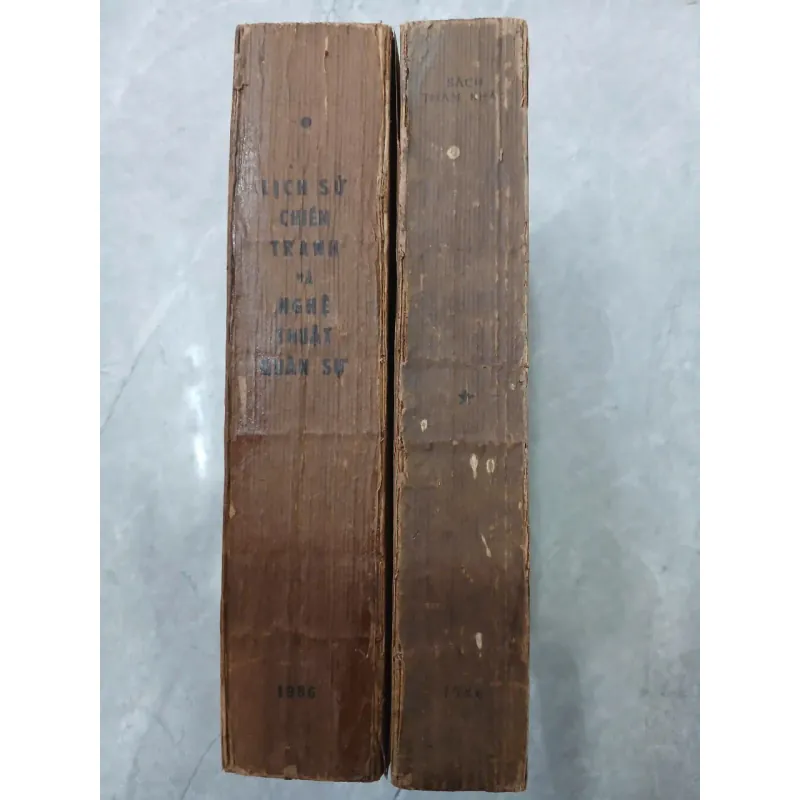 LỊCH SỬ
CHIẾN
TRANH
VÀ
NGHỆ
THUẬT
QUÂN SỰ
1986
SÁCH
THAM KHẢO